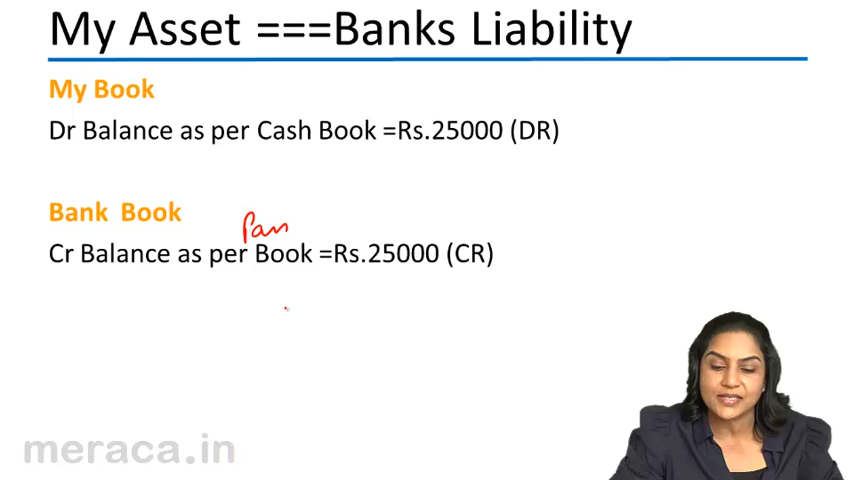 My Asset ===Banks Liability
My Book
Dr Balance as per Cash Book =Rs.25000 (DR)
Bank Book
Pass
Cr Balance as per Book =Rs.25000 (CR)
meraca.in